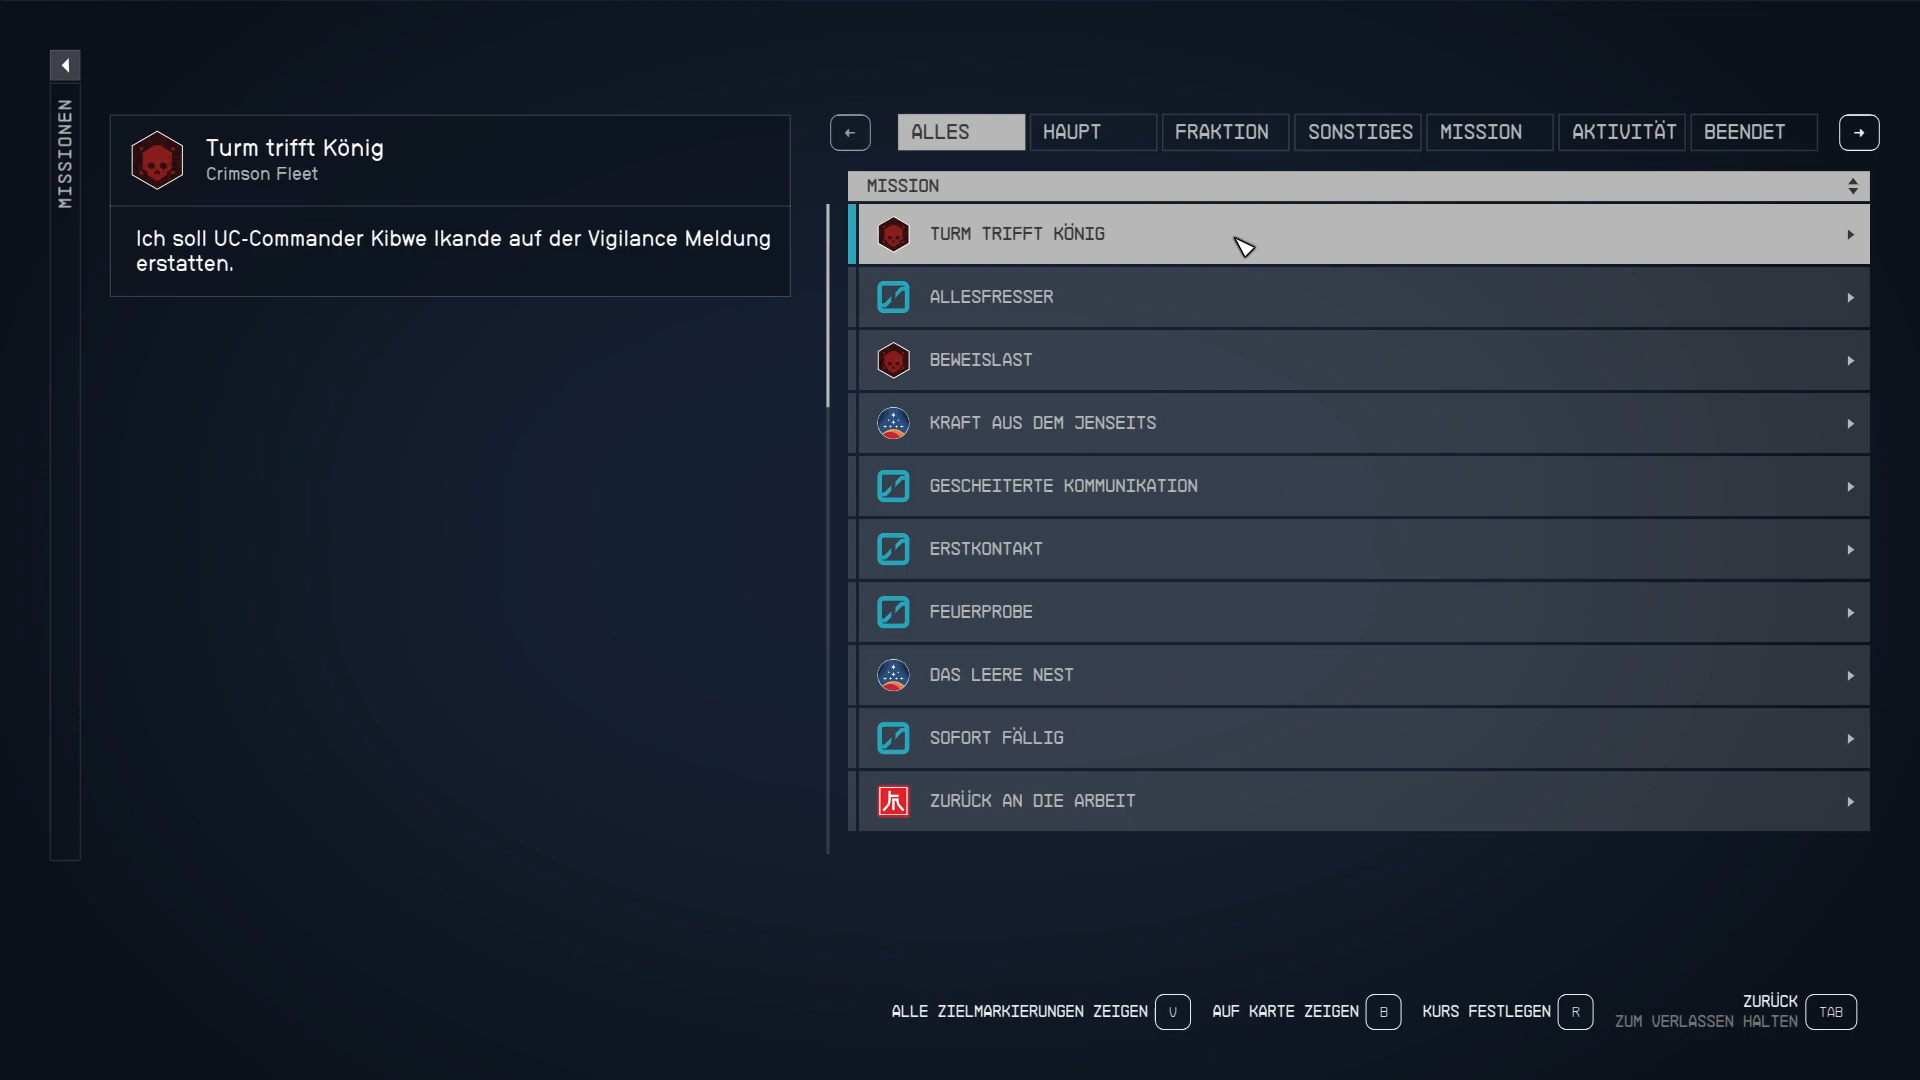 MISSIONEN
Turm trifft König
Crimson Fleet
Ich soll UC-Commander Kibwe Ikande auf der Vigilance Meldung
erstatten.
ALLES HAUPT FRAKTION SONSTIGES MISSION AKTIVITÄT BEENDET
MISSION
TURM TRIFFT KÖNIG
ALLESFRESSER
BEWEISLAST
KRAFT AUS DEM JENSEITS
GESCHEITERTE KOMMUNIKATION
ERSTKONTAKT
FEUERPROBE
DAS LEERE NEST
SOFORT FÄLLIG
ZURÜCK AN DIE ARBEIT
ALLE ZIELMARKIERUNGEN ZEIGEN V AUF KARTE ZEIGEN B KURS FESTLEGEN R ZURÜCK TAB
ZUM VERLASSEN HALTEN